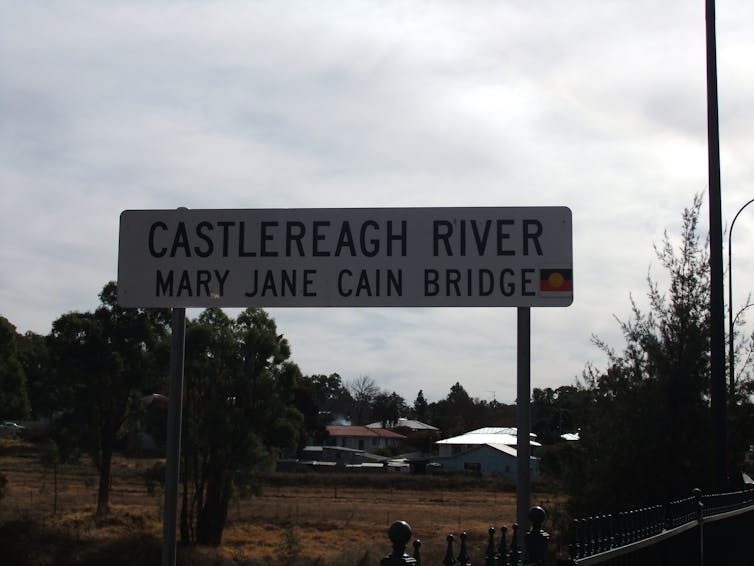 CASTLEREAGH RIVER
MARY JANE CAIN BRIDGE